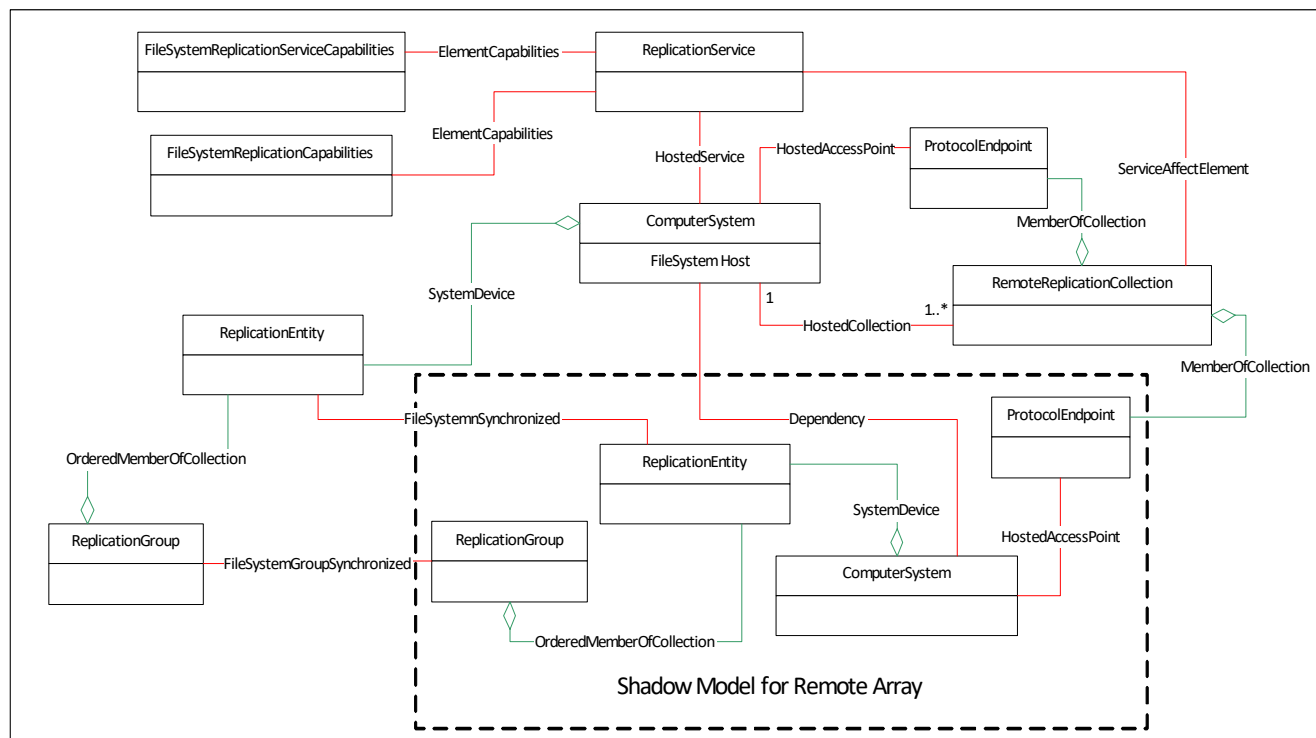 FileSystemReplicationServiceCapabilities
ElementCapabilities
ReplicationService
ElementCapabilities
FileSystemReplicationCapabilities
HostedService
HostedAccessPoint
ProtocolEndpoint
ServiceAffectElement
MemberOfCollection
ComputerSystem
FileSystem Host
RemoteReplicationCollection
SystemDevice
1
1..*
HostedCollection
ReplicationEntity
MemberOfCollection
FileSystemnSynchronized
Dependency
ProtocolEndpoint
OrderedMemberOfCollection
ReplicationEntity
SystemDevice
ReplicationGroup
ReplicationGroup
HostedAccessPoint
FileSystemGroupSynchronized
ComputerSystem
OrderedMemberOfCollection
Shadow Model for Remote Array